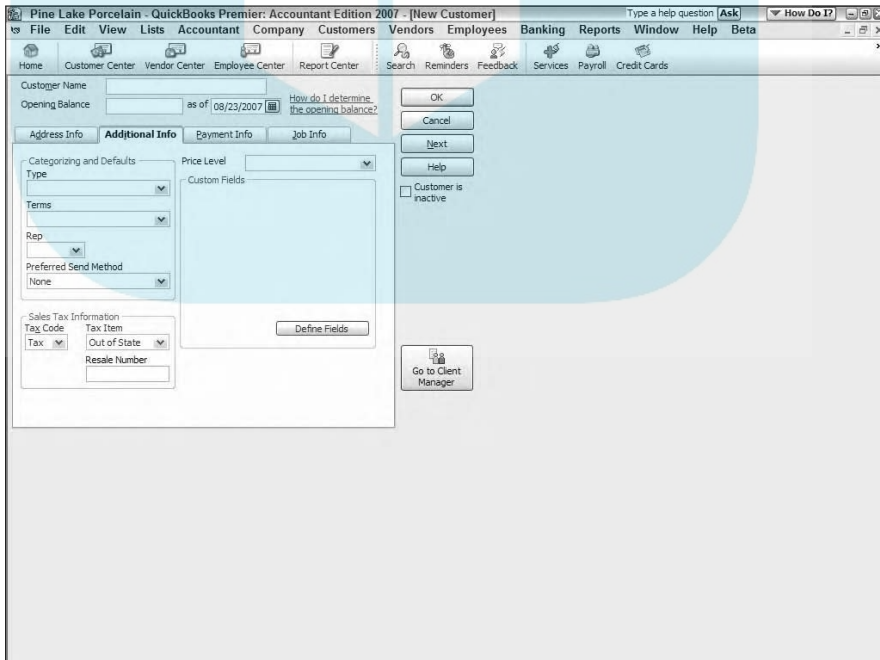 Pine Lake Porcelain - QuickBooks Premier: Accountant Edition 2007 - [New Customer]
Type a help question Ask How Do I?
File Edit View Lists Accountant Company Customers Vendors Employees Banking Reports Window Help Beta
Home Customer Center Vendor Center Employee Center Report Center Search Reminders Feedback Services Payroll Credit Cards
Customer Name
Opening Balance as of 08/23/2007 How do I determine
the opening balance?
OK
Cancel
Next
Help
Customer is
inactive
Address Info Additional Info Payment Info Job Info
Categorizing and Defaults
Type
Terms
Rep
Preferred Send Method
None
Price Level
Custom Fields
Define Fields
Sales Tax Information
Tax Code Tax Item
Tax Out of State
Resale Number
Go to Client
Manager